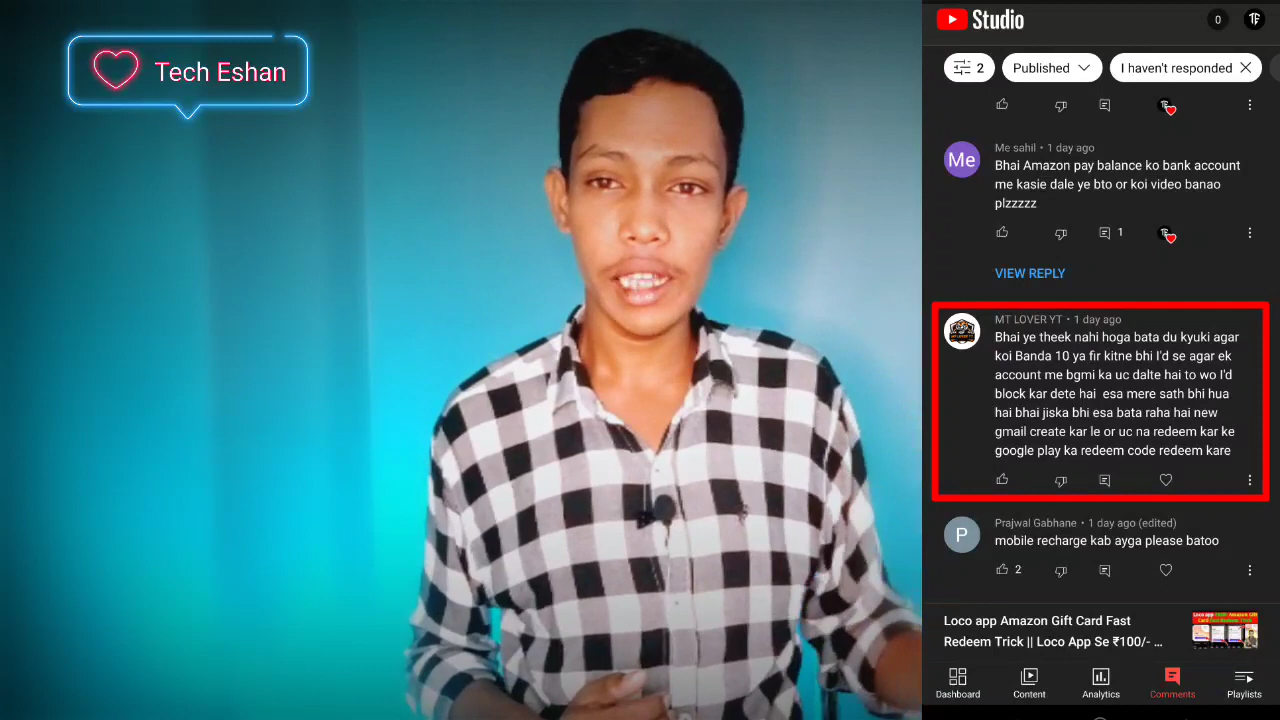 Tech Eshan
Studio
0
2
Published
I haven't responded
Me
Me sahil • 1 day ago
Bhai Amazon pay balance ko bank account
me kasie dale ye bto or koi video banao
plzzzzz
1
VIEW REPLY
MT LOVER YT • 1 day ago
Bhai ye theek nahi hoga bata du kyuki agar
koi Banda 10 ya fir kitne bhi I'd se agar ek
account me bgmi ka uc dalte hai to wo I'd
block kar dete hai esa mere sath bhi hua
hai bhai jiska bhi esa bata raha hai new
gmail create kar le or uc na redeem kar ke
google play ka redeem code redeem kare
P
Prajwal Gabhane • 1 day ago (edited)
mobile recharge kab ayga please batoo
2
Loco app Amazon Gift Card Fast
Redeem Trick || Loco App Se ₹100/- ...
Dashboard
Content
Analytics
Comments
Playlists